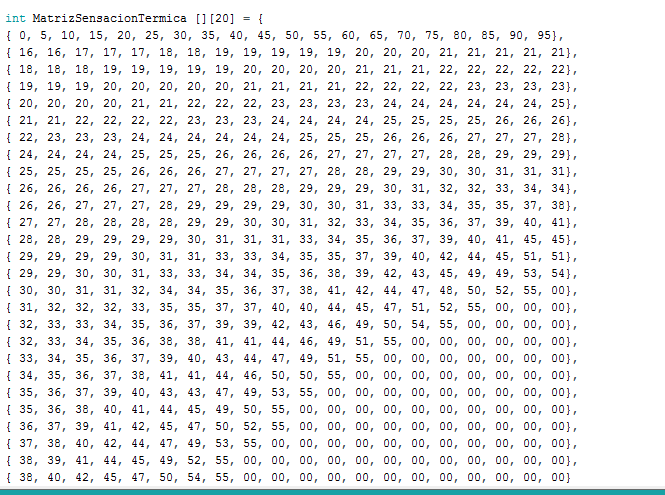 int MatrizSensacionTermica [][20] = {
{ 0, 5, 10, 15, 20, 25, 30, 35, 40, 45, 50, 55, 60, 65, 70, 75, 80, 85, 90, 95},
{ 16, 16, 17, 17, 17, 18, 18, 19, 19, 19, 19, 19, 20, 20, 20, 21, 21, 21, 21, 21},
{ 18, 18, 18, 19, 19, 19, 19, 19, 20, 20, 20, 20, 21, 21, 21, 22, 22, 22, 22, 22},
{ 19, 19, 19, 20, 20, 20, 20, 20, 21, 21, 21, 21, 22, 22, 22, 22, 23, 23, 23, 23},
{ 20, 20, 20, 20, 21, 21, 22, 22, 22, 23, 23, 23, 23, 24, 24, 24, 24, 24, 24, 25},
{ 21, 21, 22, 22, 22, 22, 23, 23, 23, 24, 24, 24, 24, 25, 25, 25, 25, 26, 26, 26},
{ 22, 23, 23, 23, 24, 24, 24, 24, 24, 24, 25, 25, 25, 26, 26, 26, 27, 27, 27, 28},
{ 24, 24, 24, 24, 25, 25, 25, 26, 26, 26, 26, 27, 27, 27, 27, 28, 28, 29, 29, 29},
{ 25, 25, 25, 25, 26, 26, 26, 27, 27, 27, 27, 28, 28, 29, 29, 30, 30, 31, 31, 31},
{ 26, 26, 26, 26, 27, 27, 27, 28, 28, 28, 29, 29, 29, 30, 31, 32, 32, 33, 34, 34},
{ 26, 26, 27, 27, 27, 28, 29, 29, 29, 29, 30, 30, 31, 33, 33, 34, 35, 35, 37, 38},
{ 27, 27, 28, 28, 28, 28, 29, 29, 30, 30, 31, 32, 33, 34, 35, 36, 37, 39, 40, 41},
{ 28, 28, 29, 29, 29, 29, 30, 31, 31, 31, 33, 34, 35, 36, 37, 39, 40, 41, 45, 45},
{ 29, 29, 29, 29, 30, 31, 31, 33, 33, 34, 35, 35, 37, 39, 40, 42, 44, 45, 51, 51},
{ 29, 29, 30, 30, 31, 33, 33, 34, 34, 35, 36, 38, 39, 42, 43, 45, 49, 49, 53, 54},
{ 30, 30, 31, 31, 32, 34, 34, 35, 36, 37, 38, 41, 42, 44, 47, 48, 50, 52, 55, 00},
{ 31, 32, 32, 32, 33, 35, 35, 37, 37, 40, 40, 44, 45, 47, 51, 52, 55, 00, 00, 00},
{ 32, 33, 33, 34, 35, 36, 37, 39, 39, 42, 43, 46, 49, 50, 54, 55, 00, 00, 00, 00},
{ 32, 33, 34, 35, 36, 38, 38, 41, 41, 44, 46, 49, 51, 55, 00, 00, 00, 00, 00, 00},
{ 33, 34, 35, 36, 37, 39, 40, 43, 44, 47, 49, 51, 55, 00, 00, 00, 00, 00, 00, 00},
{ 34, 35, 36, 37, 38, 41, 41, 44, 46, 50, 50, 55, 00, 00, 00, 00, 00, 00, 00, 00},
{ 35, 36, 37, 39, 40, 43, 43, 47, 49, 53, 55, 00, 00, 00, 00, 00, 00, 00, 00, 00},
{ 35, 36, 38, 40, 41, 44, 45, 49, 50, 55, 00, 00, 00, 00, 00, 00, 00, 00, 00, 00},
{ 36, 37, 39, 41, 42, 45, 47, 50, 52, 55, 00, 00, 00, 00, 00, 00, 00, 00, 00, 00},
{ 37, 38, 40, 42, 44, 47, 49, 53, 55, 00, 00, 00, 00, 00, 00, 00, 00, 00, 00, 00},
{ 38, 39, 41, 44, 45, 49, 52, 55, 00, 00, 00, 00, 00, 00, 00, 00, 00, 00, 00, 00},
{ 38, 40, 42, 45, 47, 50, 54, 55, 00, 00, 00, 00, 00, 00, 00, 00, 00, 00, 00, 00}